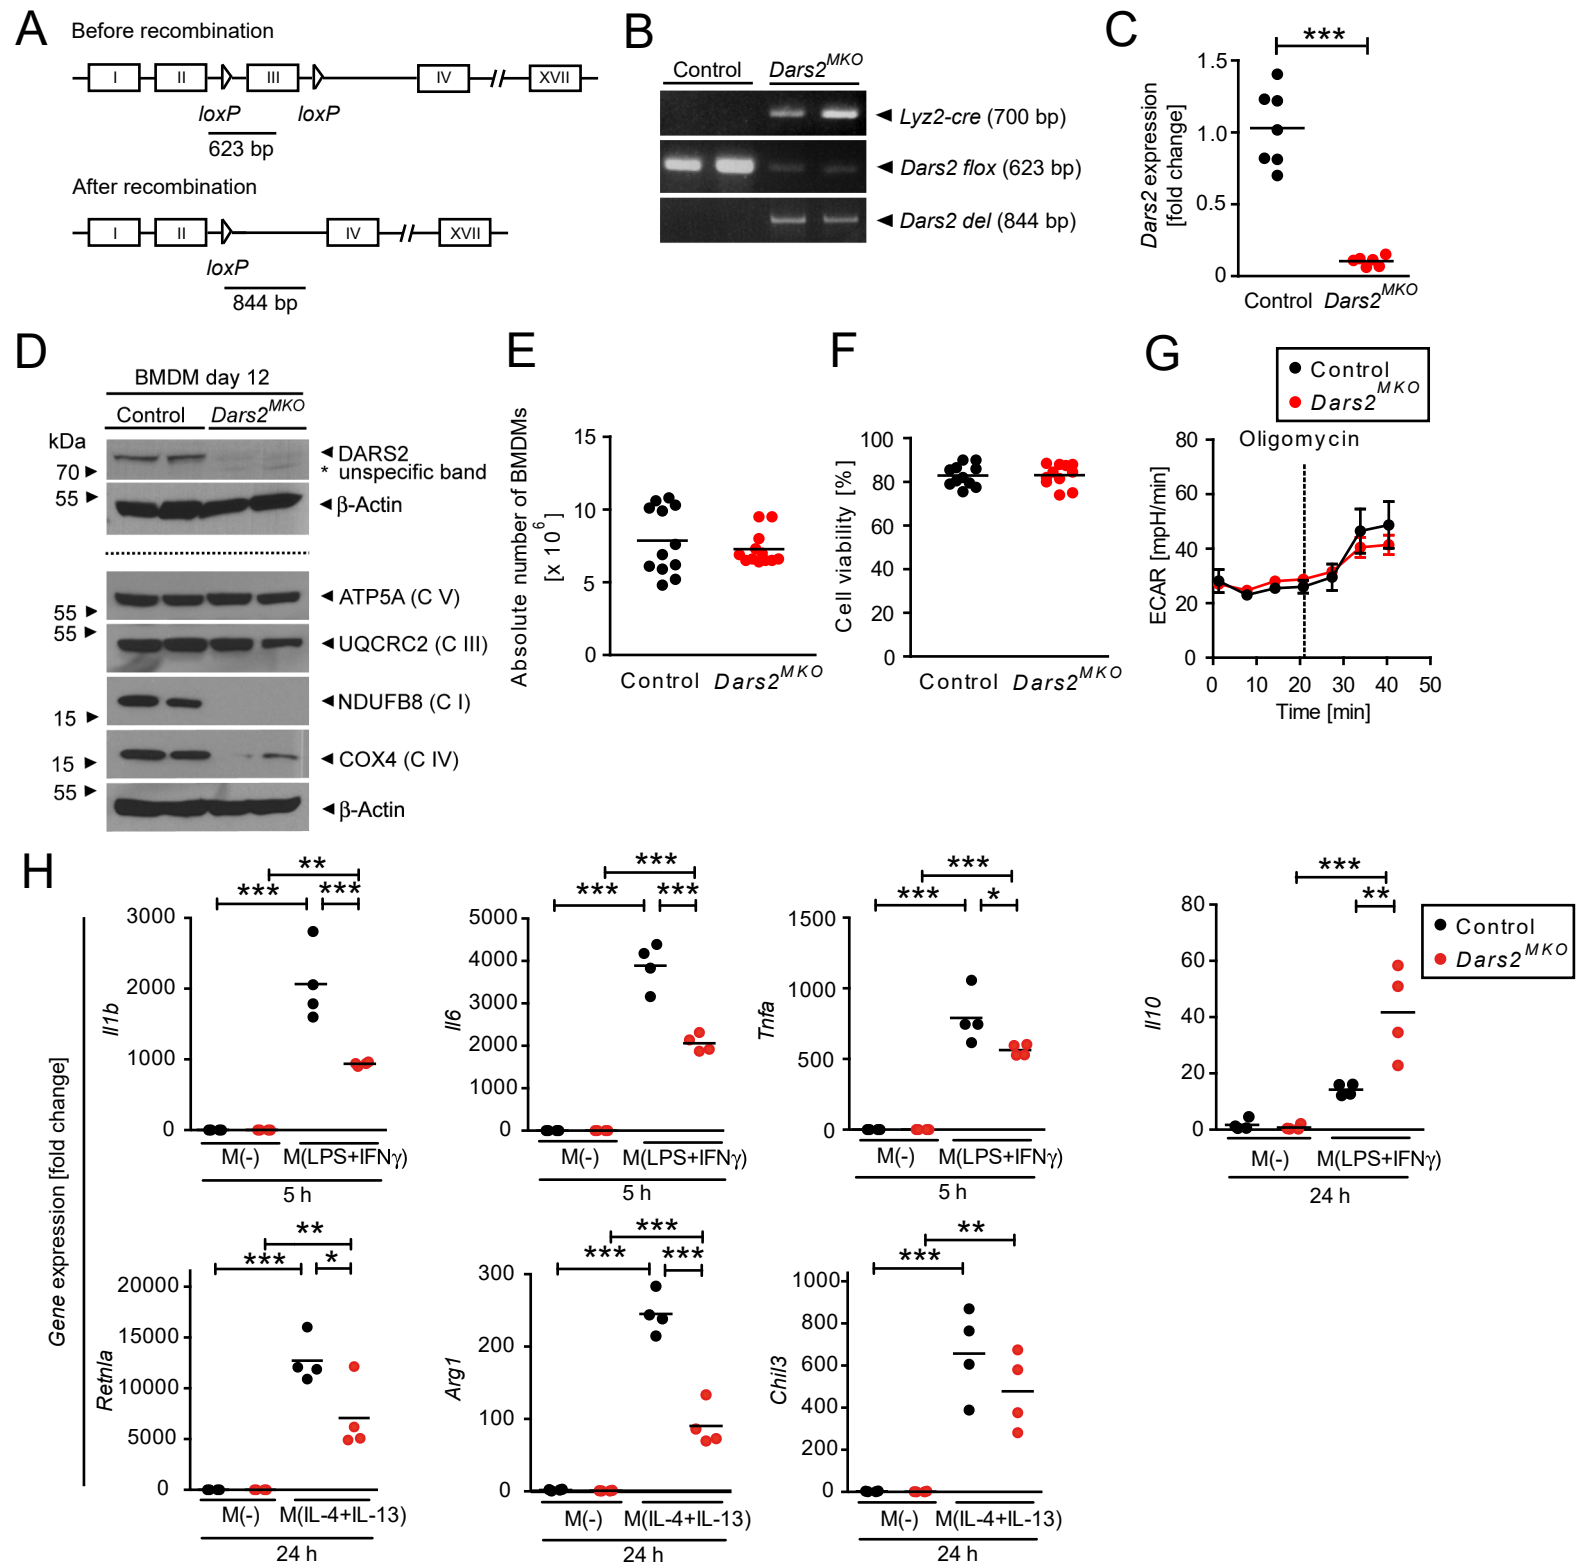 A
Before recombination
I II III IV XVII
loxP loxP
623 bp
After recombination
I II IV XVII
loxP
844 bp
B
Control Dars2MKO
Lyz2-cre (700 bp)
Dars2 flox (623 bp)
Dars2 del (844 bp)
C
***
Dars2 expression
[fold change]
1.5
1.0
0.5
0
Control Dars2MKO
D
BMDM day 12
Control Dars2MKO
kDa
DARS2
70
* unspecific band
55
β-Actin
ATP5A (C V)
55
55
UQCRC2 (C III)
NDUFB8 (C I)
15
COX4 (C IV)
15
55
β-Actin
E
Absolute number of BMDMs
[x 10^6]
15
10
5
0
Control Dars2MKO
F
Cell viability [%]
100
80
60
40
20
0
Control Dars2MKO
G
Control
Dars2MKO
Oligomycin
ECAR [mpH/min]
80
60
40
20
0
0 10 20 30 40 50
Time [min]
H
Gene expression [fold change]
**
*** ***
Il1b
3000
2000
1000
0
M(-) M(LPS+IFNγ)
5 h
***
*** ***
Il6
5000
4000
3000
2000
1000
0
M(-) M(LPS+IFNγ)
5 h
***
*** *
Tnfa
1500
1000
500
0
M(-) M(LPS+IFNγ)
5 h
***
**
Il10
80
60
40
20
0
M(-) M(LPS+IFNγ)
24 h
Control
Dars2MKO
**
*** *
Retnla
20000
15000
10000
5000
0
M(-) M(IL-4+IL-13)
24 h
***
*** ***
Arg1
300
200
100
0
M(-) M(IL-4+IL-13)
24 h
**
***
Chil3
1000
800
600
400
200
0
M(-) M(IL-4+IL-13)
24 h